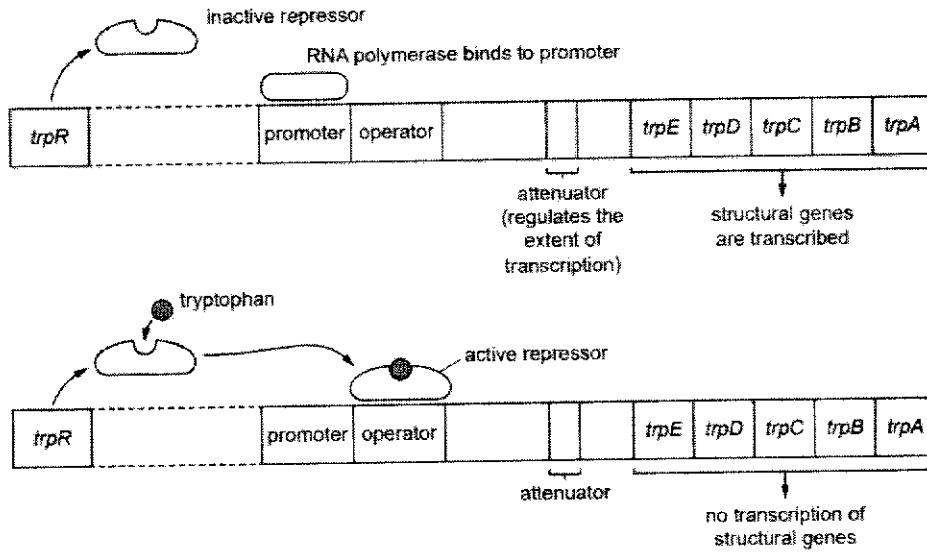 inactive repressor
RNA polymerase binds to promoter
trpR
promoter
operator
trpE
trpD
trpC
trpB
trpA
attenuator
(regulates the
extent of
transcription)
structural genes
are transcribed
tryptophan
active repressor
trpR
promoter
operator
trpE
trpD
trpC
trpB
trpA
attenuator
no transcription of
structural genes